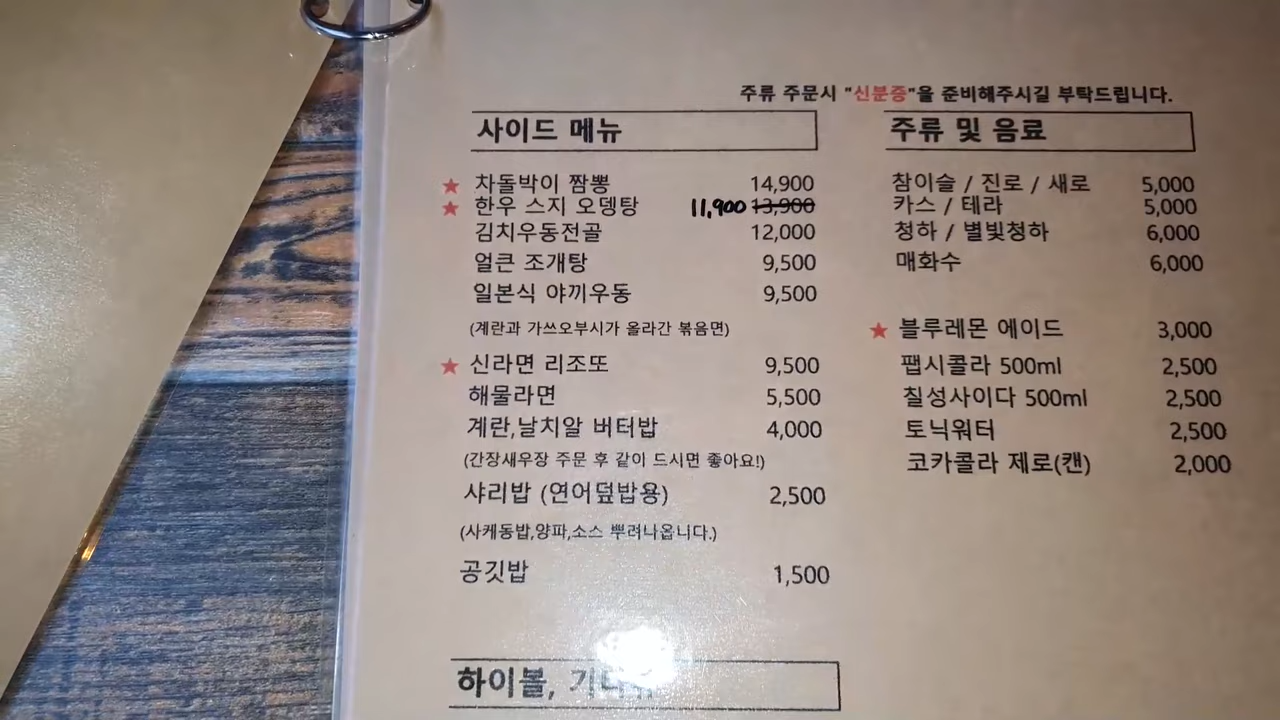 주류 주문시 "신분증"을 준비해주시길 부탁드립니다.
사이드 메뉴
★ 차돌박이 짬뽕 14,900
★ 한우 스지 오뎅탕 11,900 13,900
김치우동전골 12,000
얼큰 조개탕 9,500
일본식 야끼우동 9,500
(계란과 가쓰오부시가 올라간 볶음면)
★ 신라면 리조또 9,500
해물라면 5,500
계란,날치알 버터밥 4,000
(간장새우장 주문 후 같이 드시면 좋아요!)
샤리밥 (연어덮밥용) 2,500
(사케동밥,양파,소스 뿌려나옵니다.)
공깃밥 1,500
주류 및 음료
참이슬 / 진로 / 새로 5,000
카스 / 테라 5,000
청하 / 별빛청하 6,000
매화수 6,000
★ 블루레몬 에이드 3,000
팹시콜라 500ml 2,500
칠성사이다 500ml 2,500
토닉워터 2,500
코카콜라 제로(캔) 2,000
하이볼,